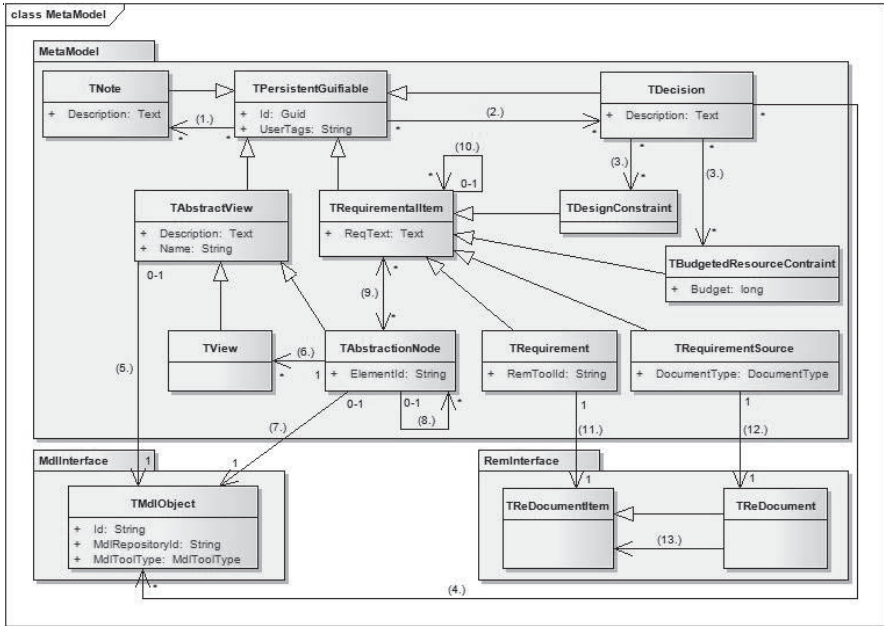 class MetaModel
MetaModel
TNote
+ Description: Text
TPersistentGuifiable
+ Id: Guid
+ UserTags: String
TDecision
+ Description: Text
(1.)
*
*
(2.)
*
*
*
(10.)
*
0-1
*
(3.)
*
*
(3.)
*
TAbstractView
+ Description: Text
+ Name: String
TRequirementalItem
+ ReqText: Text
TDesignConstraint
TBudgetedResourceContraint
+ Budget: long
0-1
(5.)
*
(9.)
*
TView
(6.)
*
1
TAbstractionNode
+ ElementId: String
TRequirement
+ RemToolId: String
TRequirementSource
+ DocumentType: DocumentType
0-1
0-1
(8.)
*
(7.)
1
(11.)
1
(12.)
MdlInterface
1
1
RemInterface
1
1
TMdlObject
+ Id: String
+ MdlRepositoryId: String
+ MdlToolType: MdlToolType
TReDocumentItem
TReDocument
(13.)
*
(4.)